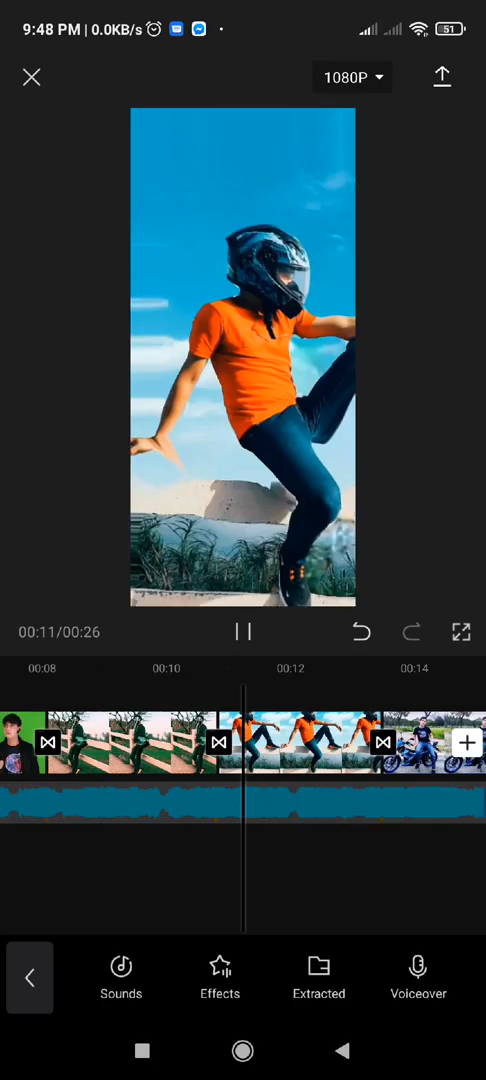 9:48 PM | 0.0KB/s
51
1080P
00:11/00:26
00:08
00:10
00:12
00:14
Sounds
Effects
Extracted
Voiceover